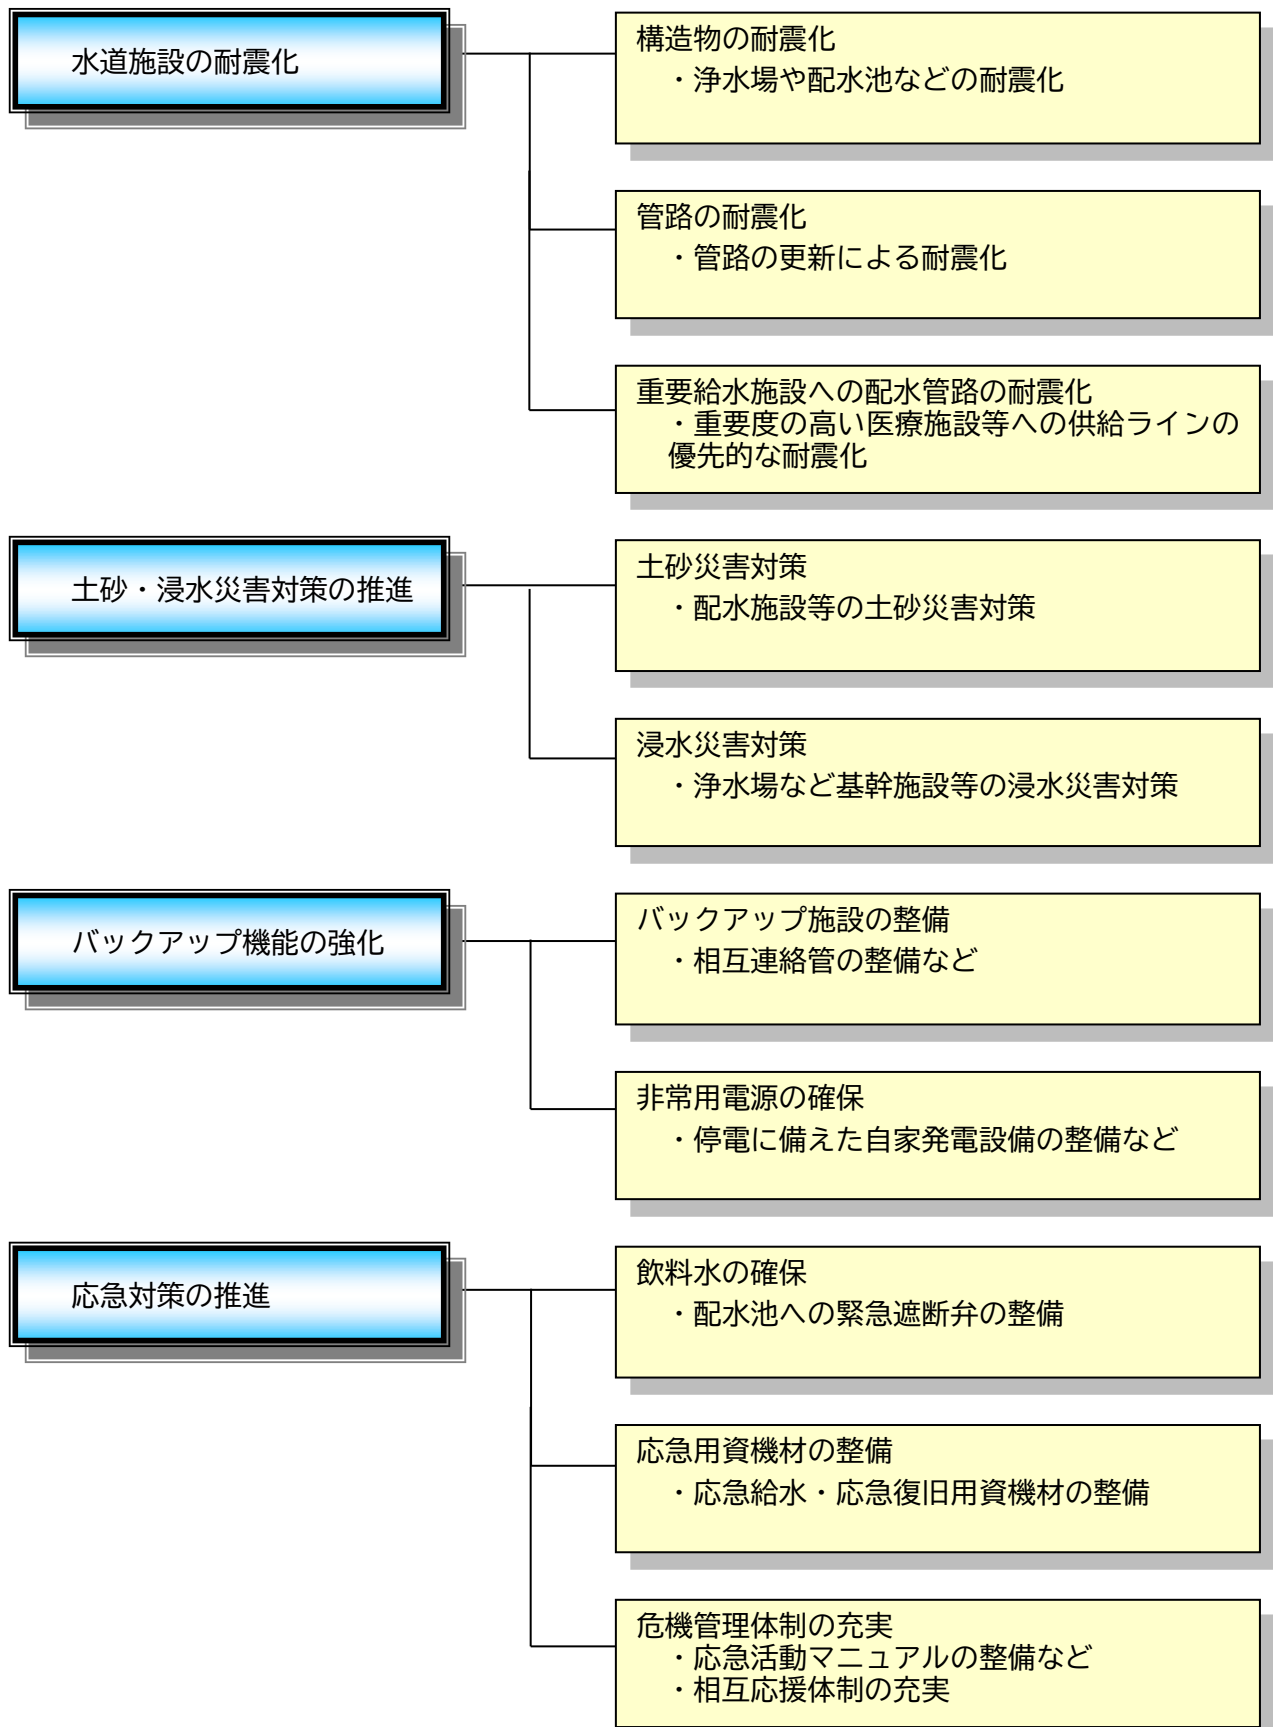 水道施設の耐震化
構造物の耐震化
・浄水場や配水池などの耐震化
管路の耐震化
・管路の更新による耐震化
重要給水施設への配水管路の耐震化
・重要度の高い医療施設等への供給ラインの
優先的な耐震化
土砂・浸水災害対策の推進
土砂災害対策
・配水施設等の土砂災害対策
浸水災害対策
・浄水場など基幹施設等の浸水災害対策
バックアップ機能の強化
バックアップ施設の整備
・相互連絡管の整備など
非常用電源の確保
・停電に備えた自家発電設備の整備など
応急対策の推進
飲料水の確保
・配水池への緊急遮断弁の整備
応急用資機材の整備
・応急給水・応急復旧用資機材の整備
危機管理体制の充実
・応急活動マニュアルの整備など
・相互応援体制の充実